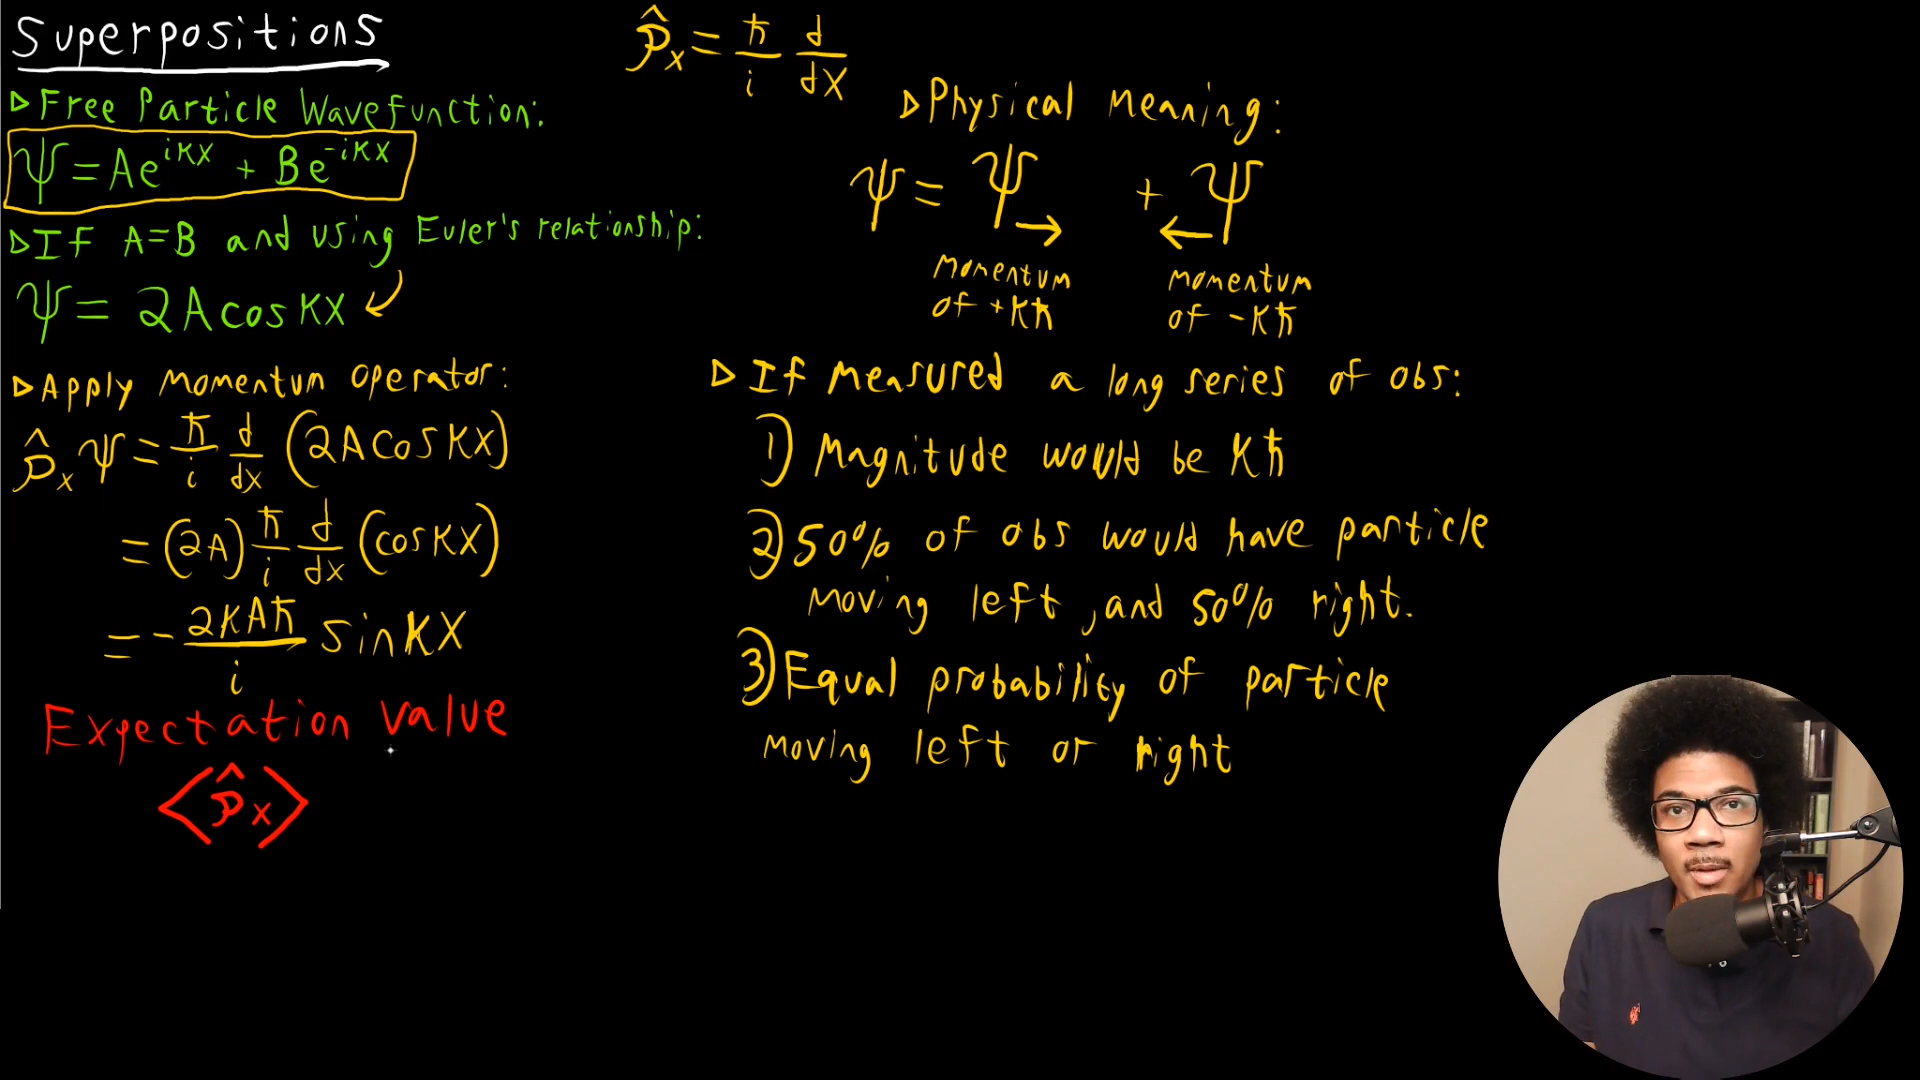 Superpositions
▷Free Particle Wavefunction:
Ψ=Ae^{iKX} + Be^{-iKX}
▷If A=B and using Euler's relationship:
Ψ= 2A cos KX
▷Apply Momentum Operator:
p̂ₓΨ = ħ/i d/dx (2A cos KX)
= (2A) ħ/i d/dx (cos KX)
= - 2KAħ/i sin KX
Expectation value
⟨p̂ₓ⟩
p̂ₓ = ħ/i d/dX
▷Physical Meaning:
Ψ = Ψ→ + Ψ←
Momentum of +Kħ
Momentum of -Kħ
▷If Measured a long series of obs:
1) Magnitude would be Kħ
2) 50% of obs would have particle
moving left, and 50% right.
3) Equal probability of particle
moving left or right